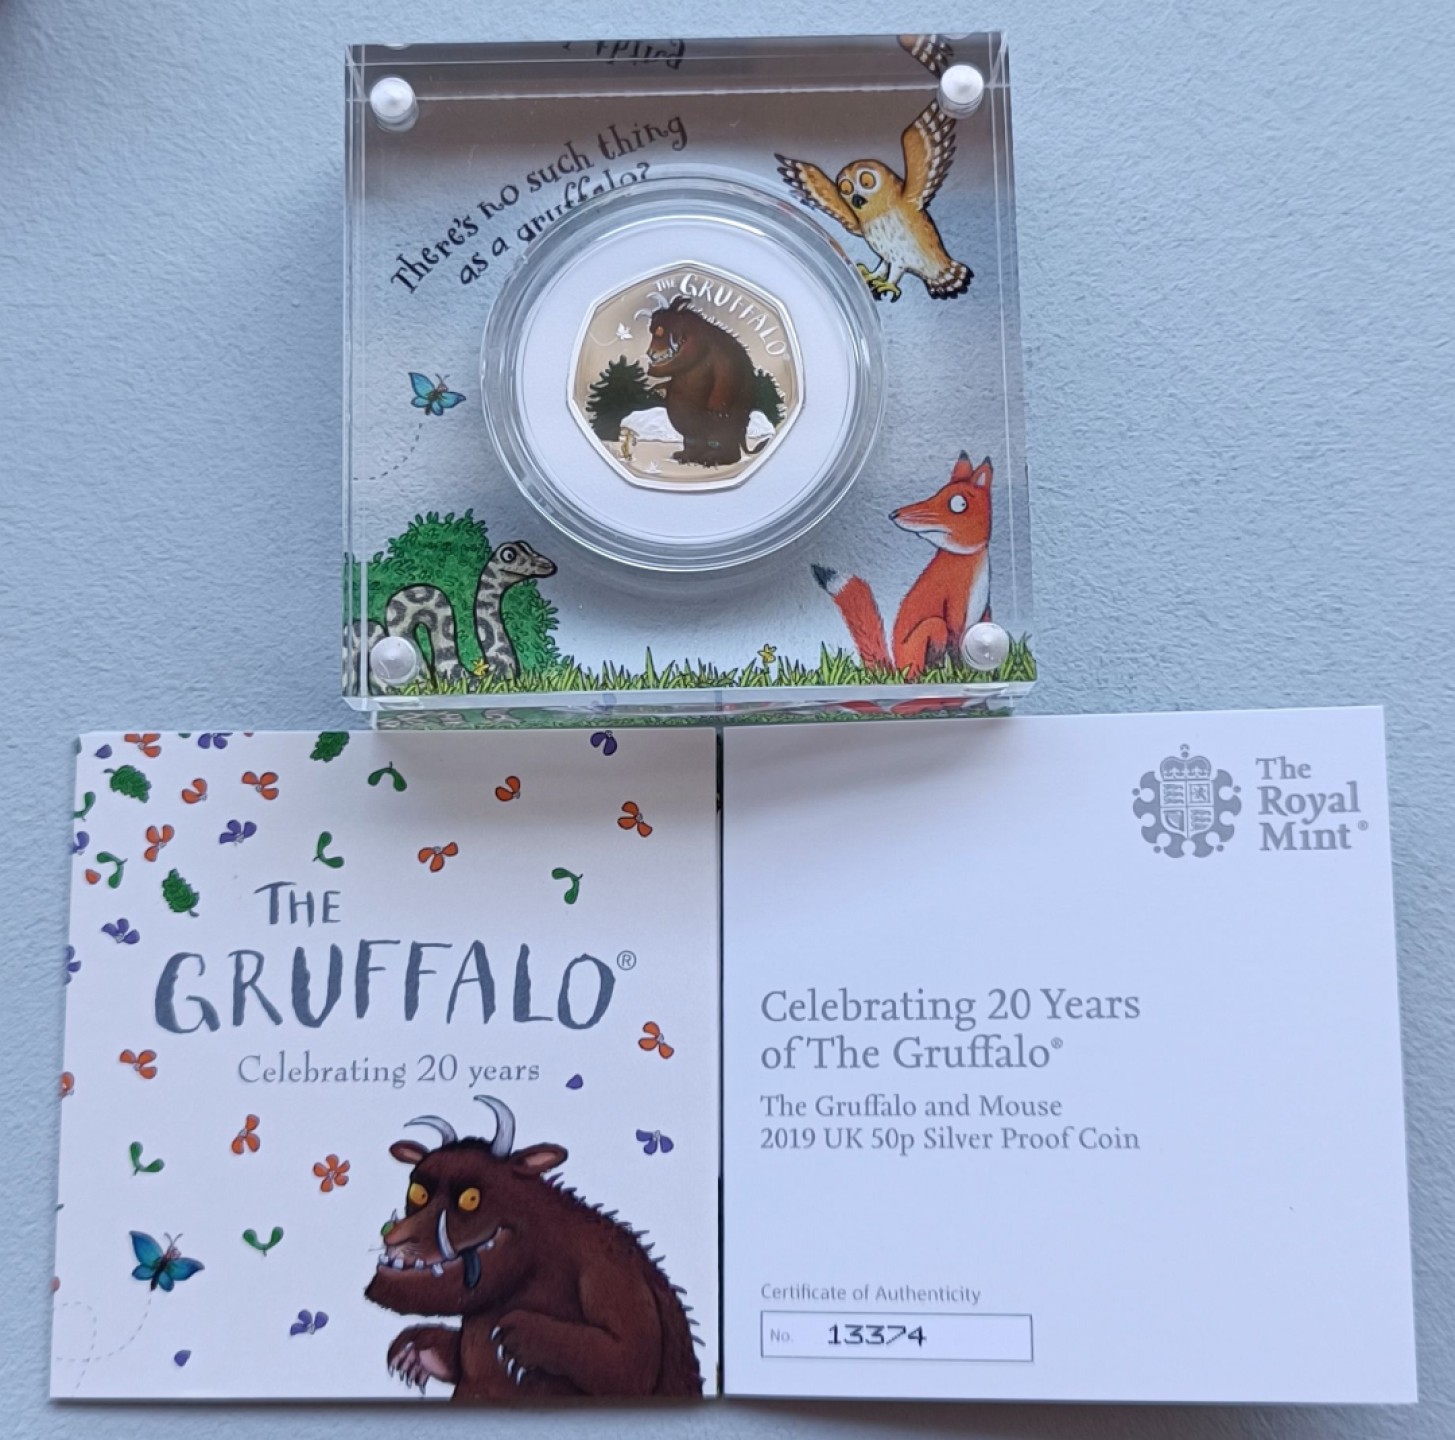 There's no such thing
as a gruffalo?
THE GRUFFALO
THE
GRUFFALO®
Celebrating 20 years
The
Royal
Mint®
Celebrating 20 Years
of The Gruffalo®
The Gruffalo and Mouse
2019 UK 50p Silver Proof Coin
Certificate of Authenticity
No. 13374